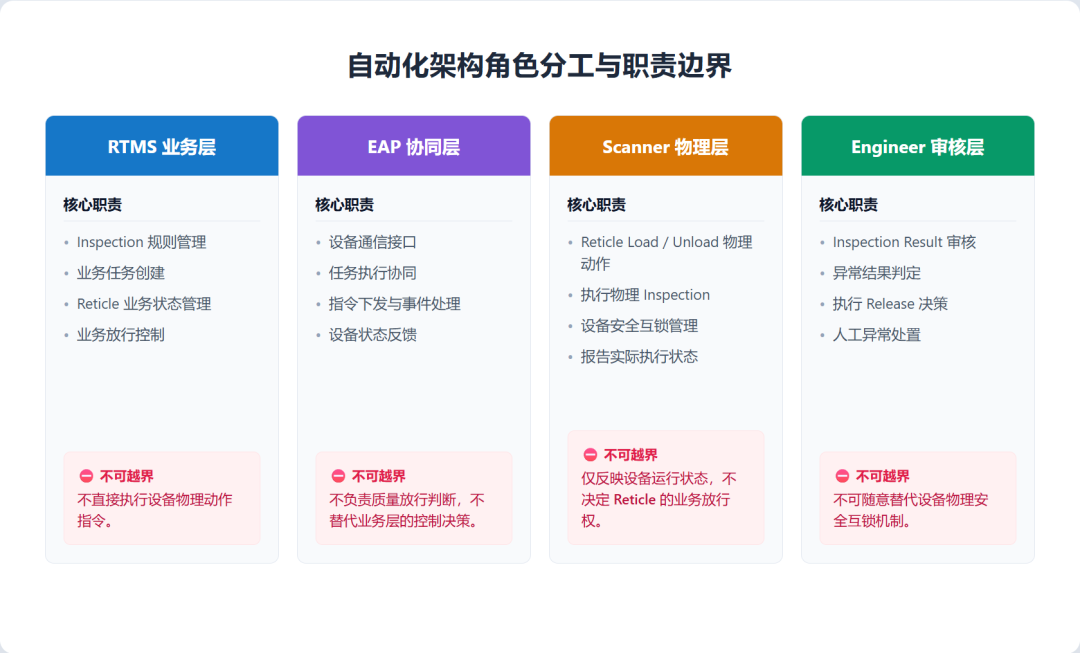 自动化架构角色分工与职责边界
RTMS 业务层
核心职责
• Inspection 规则管理
• 业务任务创建
• Reticle 业务状态管理
• 业务放行控制
不可越界
不直接执行设备物理动作
指令。
EAP 协同层
核心职责
• 设备通信接口
• 任务执行协同
• 指令下发与事件处理
• 设备状态反馈
不可越界
不负责质量放行判断，不
替代业务层的控制决策。
Scanner 物理层
核心职责
• Reticle Load / Unload 物理
动作
• 执行物理 Inspection
• 设备安全互锁管理
• 报告实际执行状态
不可越界
仅反映设备运行状态，不
决定 Reticle 的业务放行
权。
Engineer 审核层
核心职责
• Inspection Result 审核
• 异常结果判定
• 执行 Release 决策
• 人工异常处置
不可越界
不可随意替代设备物理安
全互锁机制。